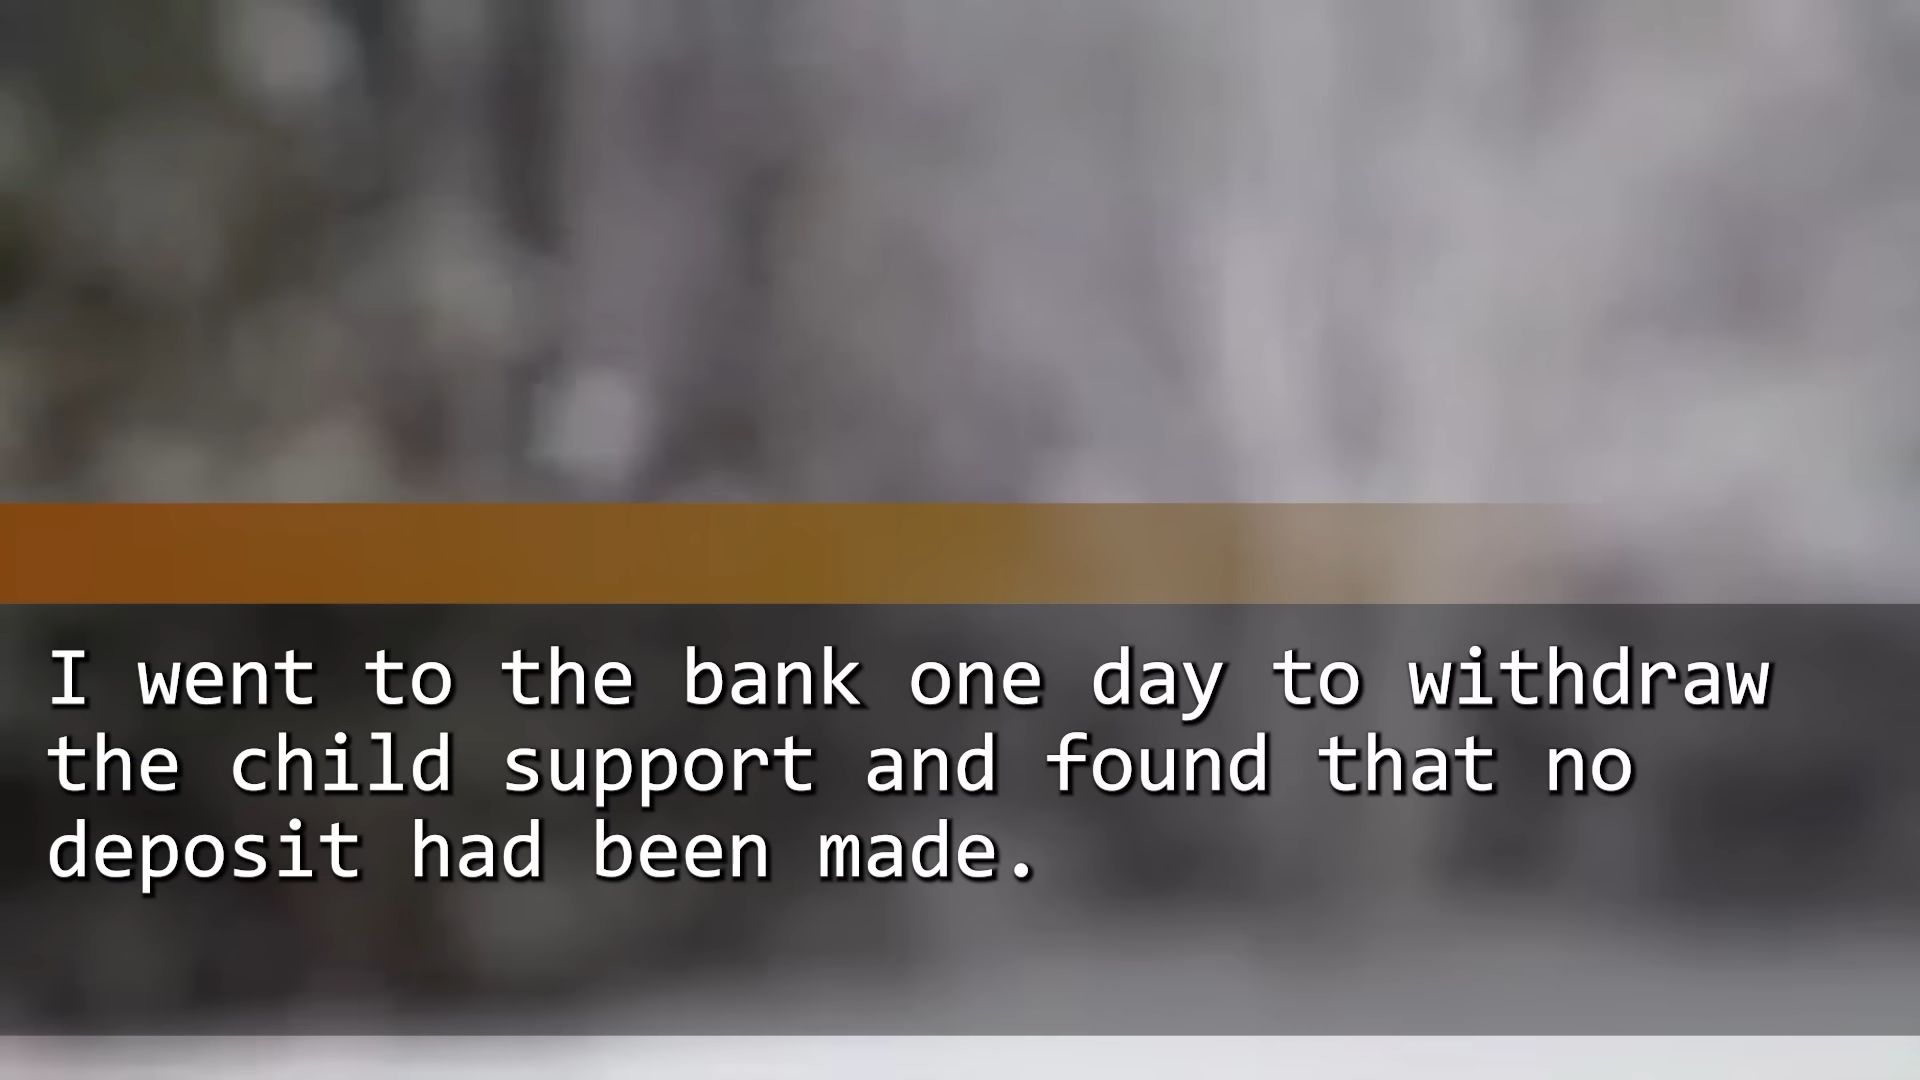 I went to the bank one day to withdraw
the child support and found that no
deposit had been made.